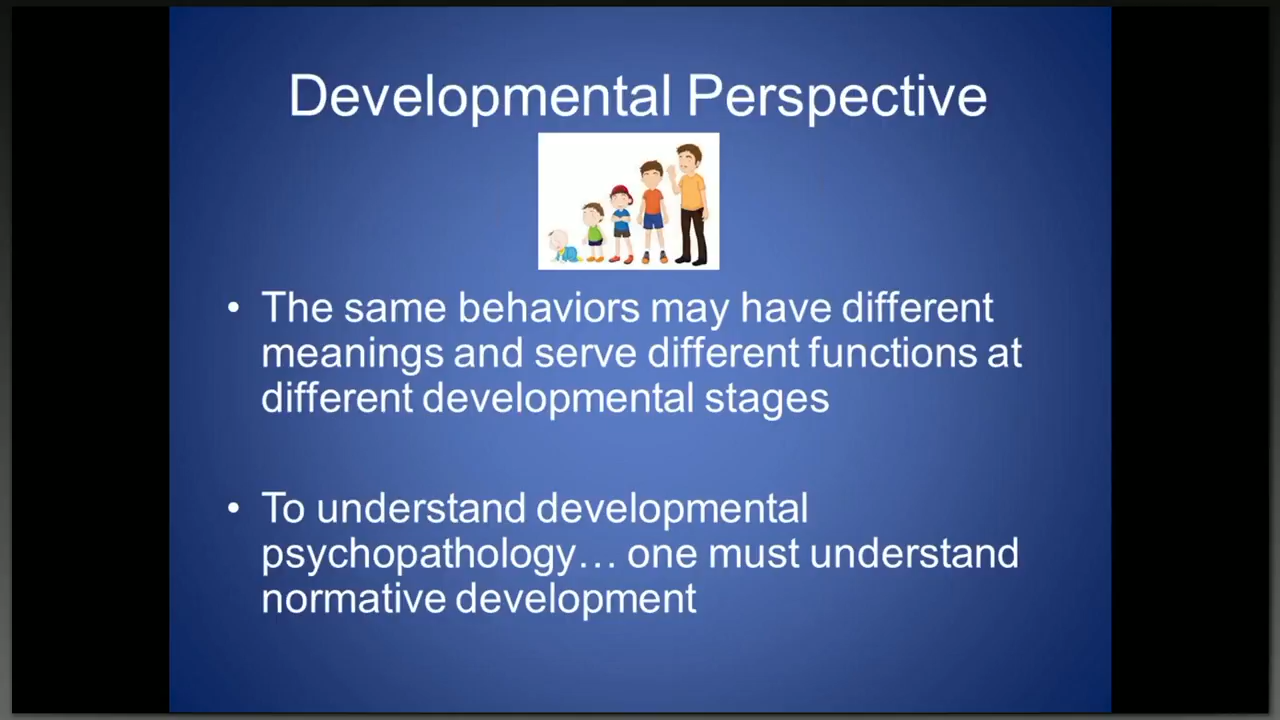 Developmental Perspective
• The same behaviors may have different
meanings and serve different functions at
different developmental stages
• To understand developmental
psychopathology… one must understand
normative development